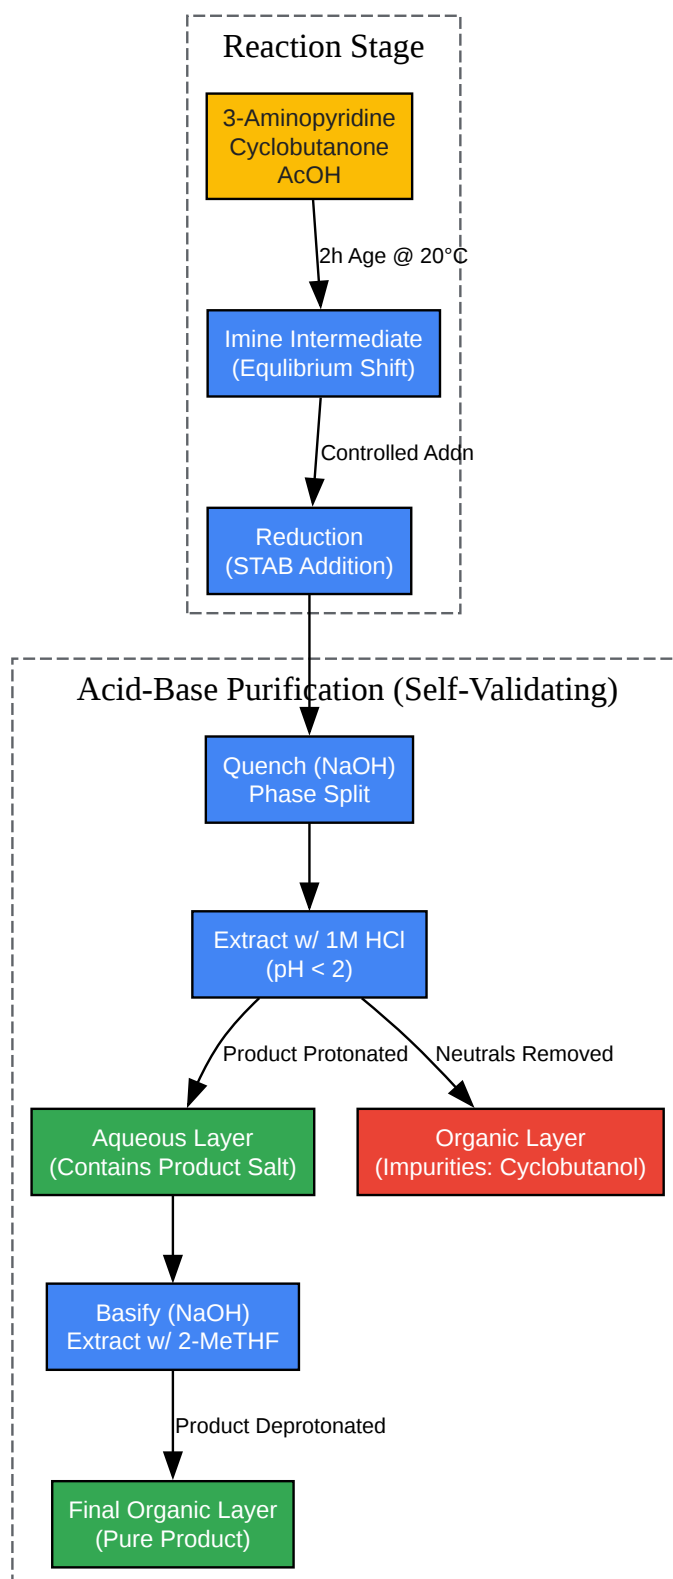 Reaction Stage
3-Aminopyridine
Cyclobutanone
AcOH
2h Age @ 20°C
Imine Intermediate
(Equlibrium Shift)
Controlled Addn
Reduction
(STAB Addition)
Acid-Base Purification (Self-Validating)
Quench (NaOH)
Phase Split
Extract w/ 1M HCl
(pH < 2)
Product Protonated
Neutrals Removed
Aqueous Layer
(Contains Product Salt)
Organic Layer
(Impurities: Cyclobutanol)
Basify (NaOH)
Extract w/ 2-MeTHF
Product Deprotonated
Final Organic Layer
(Pure Product)